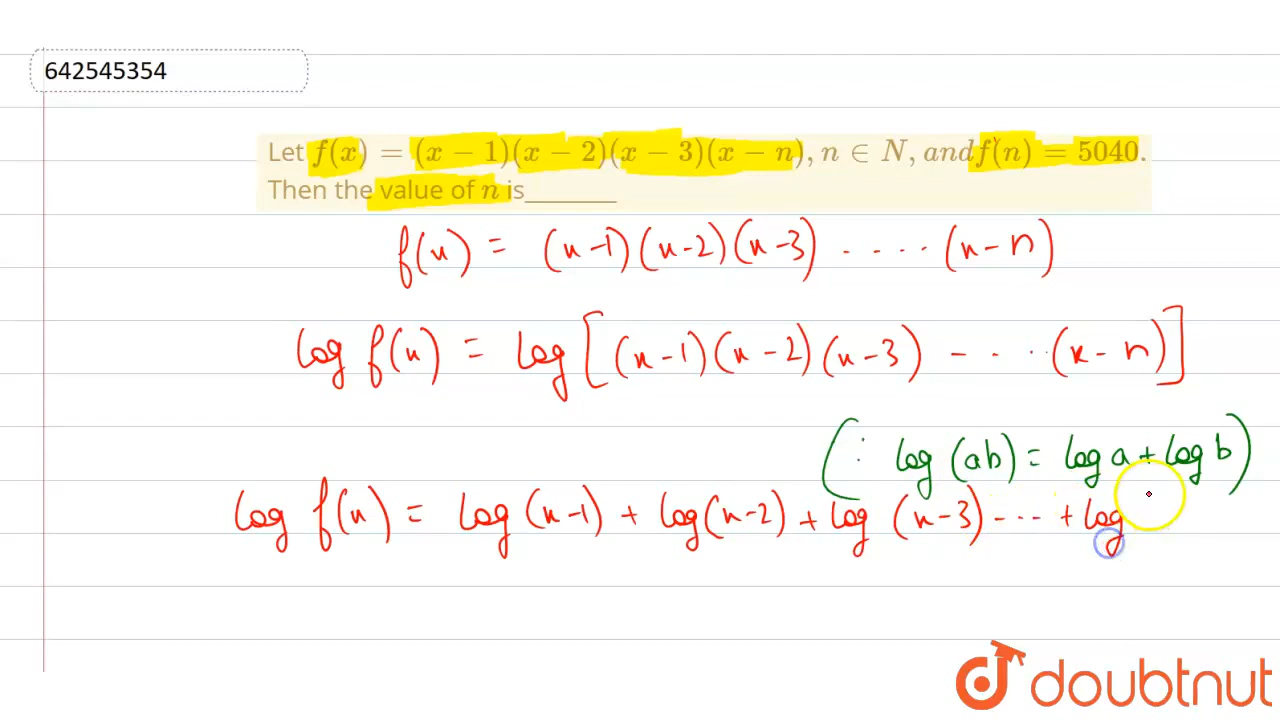 642545354
Let f(x) = (x − 1)(x − 2)(x − 3)(x − n), n ∈ N, and f(n) = 5040.
Then the value of n is________
f(x) = (x-1)(x-2)(x-3) ..... (x-n)
log f(x) = log[(x-1)(x-2)(x-3) - - ... (x-n)]
(∵ log (ab) = log a + log b)
log f(x) = log(x-1) + log(x-2) + log (x-3) - ... + log
doubtnut